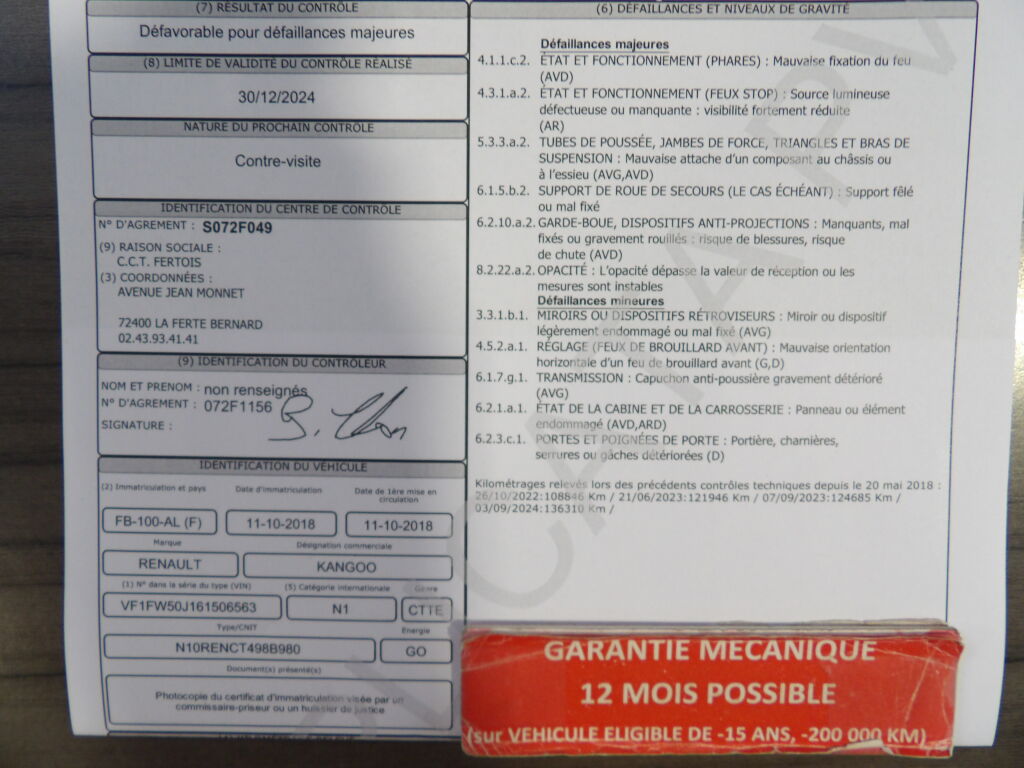 (7) RÉSULTAT DU CONTRÔLE
Défavorable pour défaillances majeures
(8) LIMITE DE VALIDITÉ DU CONTRÔLE RÉALISÉ
30/12/2024
NATURE DU PROCHAIN CONTRÔLE
Contre-visite
IDENTIFICATION DU CENTRE DE CONTRÔLE
N° D'AGREMENT : S072F049
(9) RAISON SOCIALE :
C.C.T. FERTOIS
(3) COORDONNÉES :
AVENUE JEAN MONNET
72400 LA FERTE BERNARD
02.43.93.41.41
(9) IDENTIFICATION DU CONTRÔLEUR
NOM ET PRENOM : non renseignés
N° D'AGREMENT : 072F1156
SIGNATURE :
IDENTIFICATION DU VÉHICULE
(2) Immatriculation et pays
Date d'immatriculation
Date de 1ère mise en
circulation
FB-100-AL (F)
11-10-2018
11-10-2018
Marque
Désignation commerciale
RENAULT
KANGOO
(1) N° dans la série du type (VIN)
(5) Catégorie internationale
Genre
VF1FW50J161506563
N1
CTTE
Type/CNIT
Energie
N10RENCT498B980
GO
Document(s) présenté(s)
Photocopie du certificat d'immatriculation visée par un
commissaire-priseur ou un huissier de justice
(6) DÉFAILLANCES ET NIVEAUX DE GRAVITÉ
Défaillances majeures
4.1.1.c.2. ÉTAT ET FONCTIONNEMENT (PHARES) : Mauvaise fixation du feu
(AVD)
4.3.1.a.2. ÉTAT ET FONCTIONNEMENT (FEUX STOP) : Source lumineuse
défectueuse ou manquante : visibilité fortement réduite
(AR)
5.3.3.a.2. TUBES DE POUSSÉE, JAMBES DE FORCE, TRIANGLES ET BRAS DE
SUSPENSION : Mauvaise attache d'un composant au châssis ou
à l'essieu (AVG,AVD)
6.1.5.b.2. SUPPORT DE ROUE DE SECOURS (LE CAS ÉCHÉANT) : Support fêlé
ou mal fixé
6.2.10.a.2. GARDE-BOUE, DISPOSITIFS ANTI-PROJECTIONS : Manquants, mal
fixés ou gravement rouillés : risque de blessures, risque
de chute (AVD)
8.2.22.a.2. OPACITÉ : L'opacité dépasse la valeur de réception ou les
mesures sont instables
Défaillances mineures
3.3.1.b.1. MIROIRS OU DISPOSITIFS RÉTROVISEURS : Miroir ou dispositif
légèrement endommagé ou mal fixé (AVG)
4.5.2.a.1. RÉGLAGE (FEUX DE BROUILLARD AVANT) : Mauvaise orientation
horizontale d'un feu de brouillard avant (G,D)
6.1.7.g.1. TRANSMISSION : Capuchon anti-poussière gravement détérioré
(AVG)
6.2.1.a.1. ÉTAT DE LA CABINE ET DE LA CARROSSERIE : Panneau ou élément
endommagé (AVD,ARD)
6.2.3.c.1. PORTES ET POIGNÉES DE PORTE : Portière, charnières,
serrures ou gâches détériorées (D)
Kilométrages relevés lors des précédents contrôles techniques depuis le 20 mai 2018 :
26/10/2022:108846 Km / 21/06/2023:121946 Km / 07/09/2023:124685 Km /
03/09/2024:136310 Km /
GARANTIE MECANIQUE
12 MOIS POSSIBLE
(sur VEHICULE ELIGIBLE DE -15 ANS, -200 000 KM)